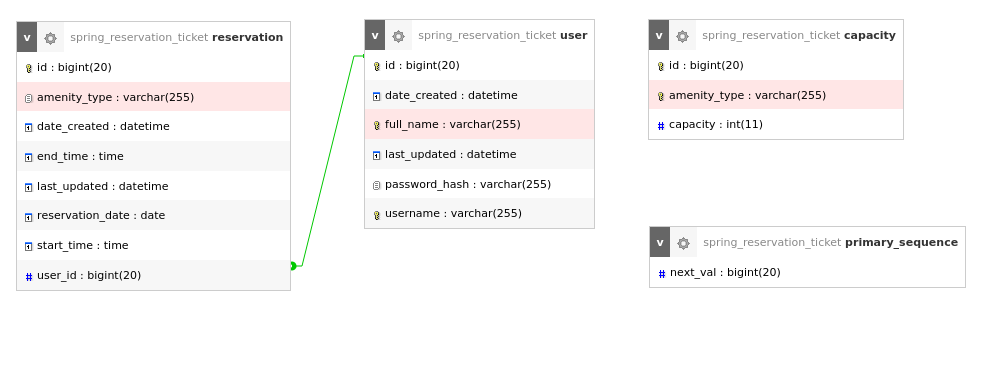 v spring_reservation_ticket reservation
id : bigint(20)
amenity_type : varchar(255)
date_created : datetime
end_time : time
last_updated : datetime
reservation_date : date
start_time : time
# user_id : bigint(20)
v spring_reservation_ticket user
id : bigint(20)
date_created : datetime
full_name : varchar(255)
last_updated : datetime
password_hash : varchar(255)
username : varchar(255)
v spring_reservation_ticket capacity
id : bigint(20)
amenity_type : varchar(255)
# capacity : int(11)
v spring_reservation_ticket primary_sequence
# next_val : bigint(20)